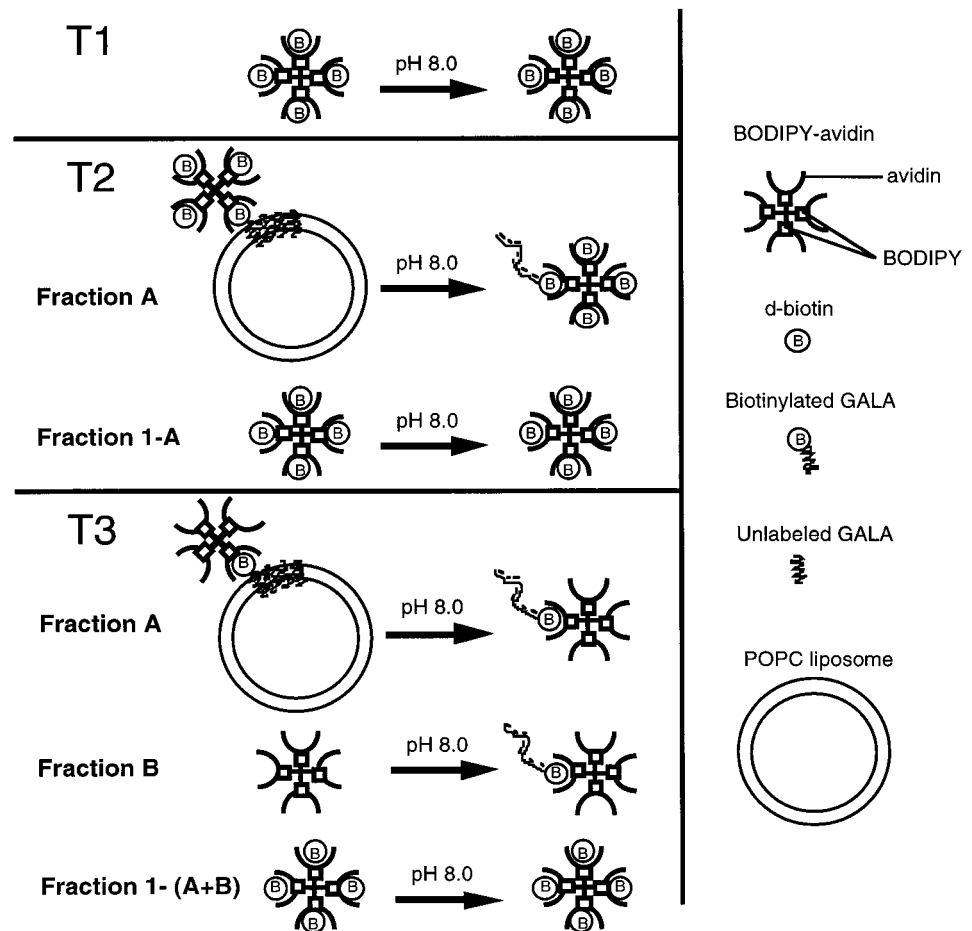 T1
B
B
B
B
pH 8.0
B
B
B
B
T2
B
B
B
B
Fraction A
pH 8.0
B
B
B
B
Fraction 1-A
B
B
B
B
pH 8.0
B
B
B
B
T3
B
Fraction A
pH 8.0
B
Fraction B
pH 8.0
B
Fraction 1- (A+B)
B
B
B
B
pH 8.0
B
B
B
B
BODIPY-avidin
avidin
BODIPY
d-biotin
B
Biotinylated GALA
B
Unlabeled GALA
POPC liposome